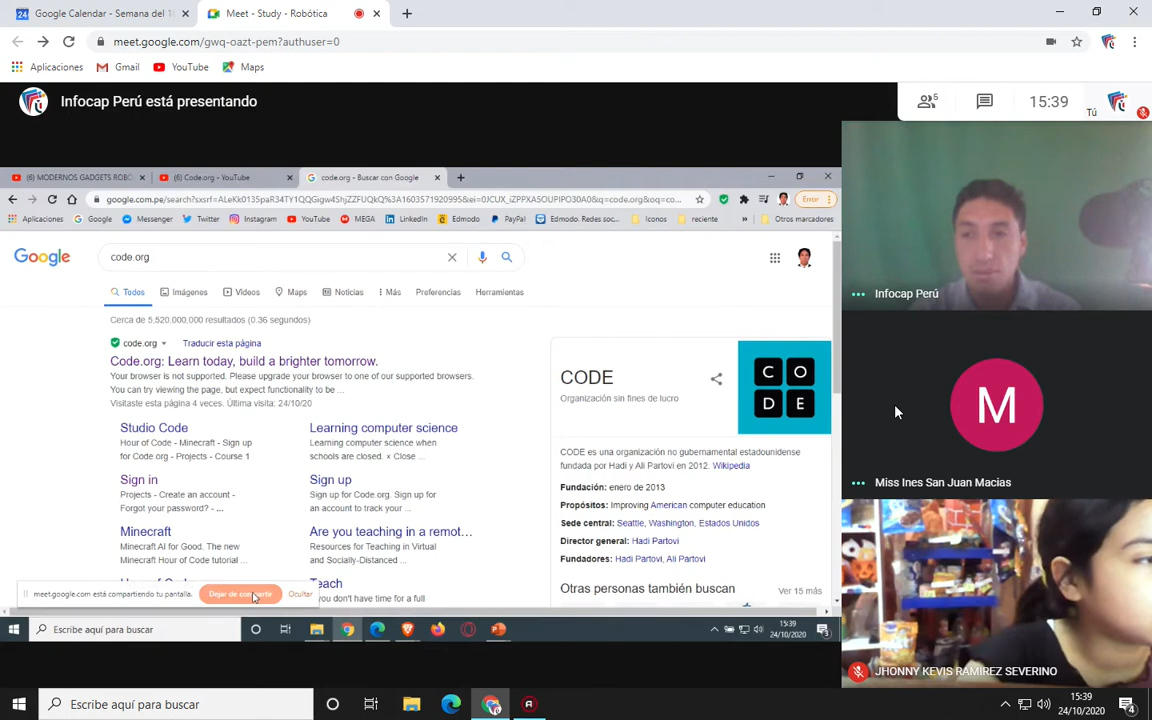 Google Calendar - Semana del 1
Meet - Study - Robótica
meet.google.com/gwq-oazt-pem?authuser=0
Aplicaciones
Gmail
YouTube
Maps
Infocap Perú está presentando
6
15:39
Tú
(6) MODERNOS GADGETS ROBÓ
(6) Code.org - YouTube
code.org - Buscar con Google
Error
Aplicaciones
Google
Messenger
Twitter
Instagram
YouTube
MEGA
LinkedIn
Edmodo
PayPal
Edmodo. Redes soc...
Iconos
reciente
»
Otros marcadores
Google
code.org
Todos
Imágenes
Videos
Maps
Noticias
Más
Preferencias
Herramientas
Cerca de 5,520,000,000 resultados (0.36 segundos)
code.org
Traducir esta página
Code.org: Learn today, build a brighter tomorrow.
Your browser is not supported. Please upgrade your browser to one of our supported browsers.
You can try viewing the page, but expect functionality to be ...
Visitaste esta página 4 veces. Última visita: 24/10/20
Studio Code
Hour of Code - Minecraft - Sign up
for Code.org - Projects - Course 1
Learning computer science
Learning computer science when
schools are closed. × Close ...
Sign in
Projects - Create an account -
Forgot your password? - ...
Sign up
Sign up for Code.org. Sign up for
an account to track your ...
Minecraft
Minecraft AI for Good. The new
Minecraft Hour of Code tutorial ...
Are you teaching in a remot...
Resources for Teaching in Virtual
and Socially-Distanced ...
Teach
you don't have time for a full
CODE
Organización sin fines de lucro
C O
D E
CODE es una organización no gubernamental estadounidense
fundada por Hadi y Ali Partovi en 2012. Wikipedia
Fundación: enero de 2013
Propósitos: Improving American computer education
Sede central: Seattle, Washington, Estados Unidos
Director general: Hadi Partovi
Fundadores: Hadi Partovi, Ali Partovi
Otras personas también buscan
Ver 15 más
meet.google.com está compartiendo tu pantalla.
Dejar de compartir
Ocultar
Escribe aquí para buscar
15:39
24/10/2020
3
Infocap Perú
M
Miss Ines San Juan Macias
JHONNY KEVIS RAMIREZ SEVERINO
Escribe aquí para buscar
15:39
24/10/2020
4